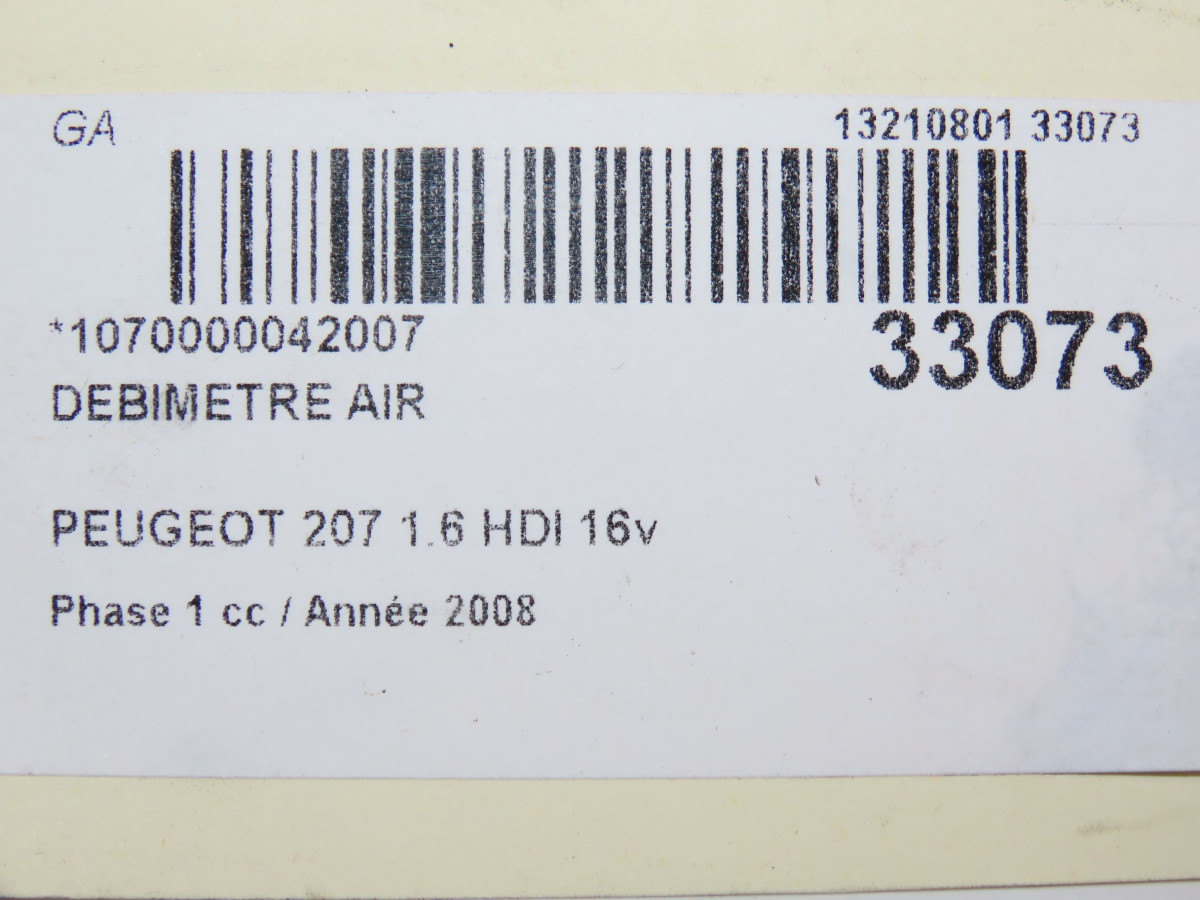 GA
13210801 33073
*1070000042007
33073
DEBIMETRE AIR
PEUGEOT 207 1.6 HDI 16v
Phase 1 cc / Année 2008